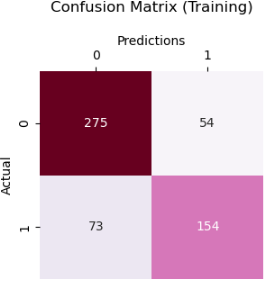 Confusion Matrix (Training)
Predictions
0 1
Actual
0 275 54
1 73 154